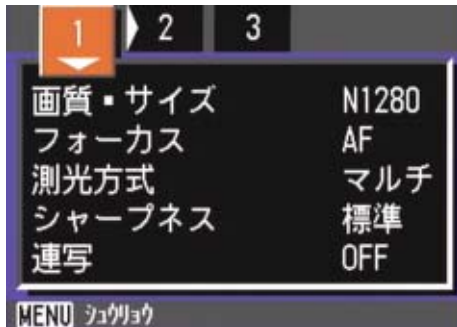 1 2 3
画質・サイズ N1280
フォーカス AF
測光方式 マルチ
シャープネス 標準
連写 OFF
MENU ｼｭｳﾘｮｳ